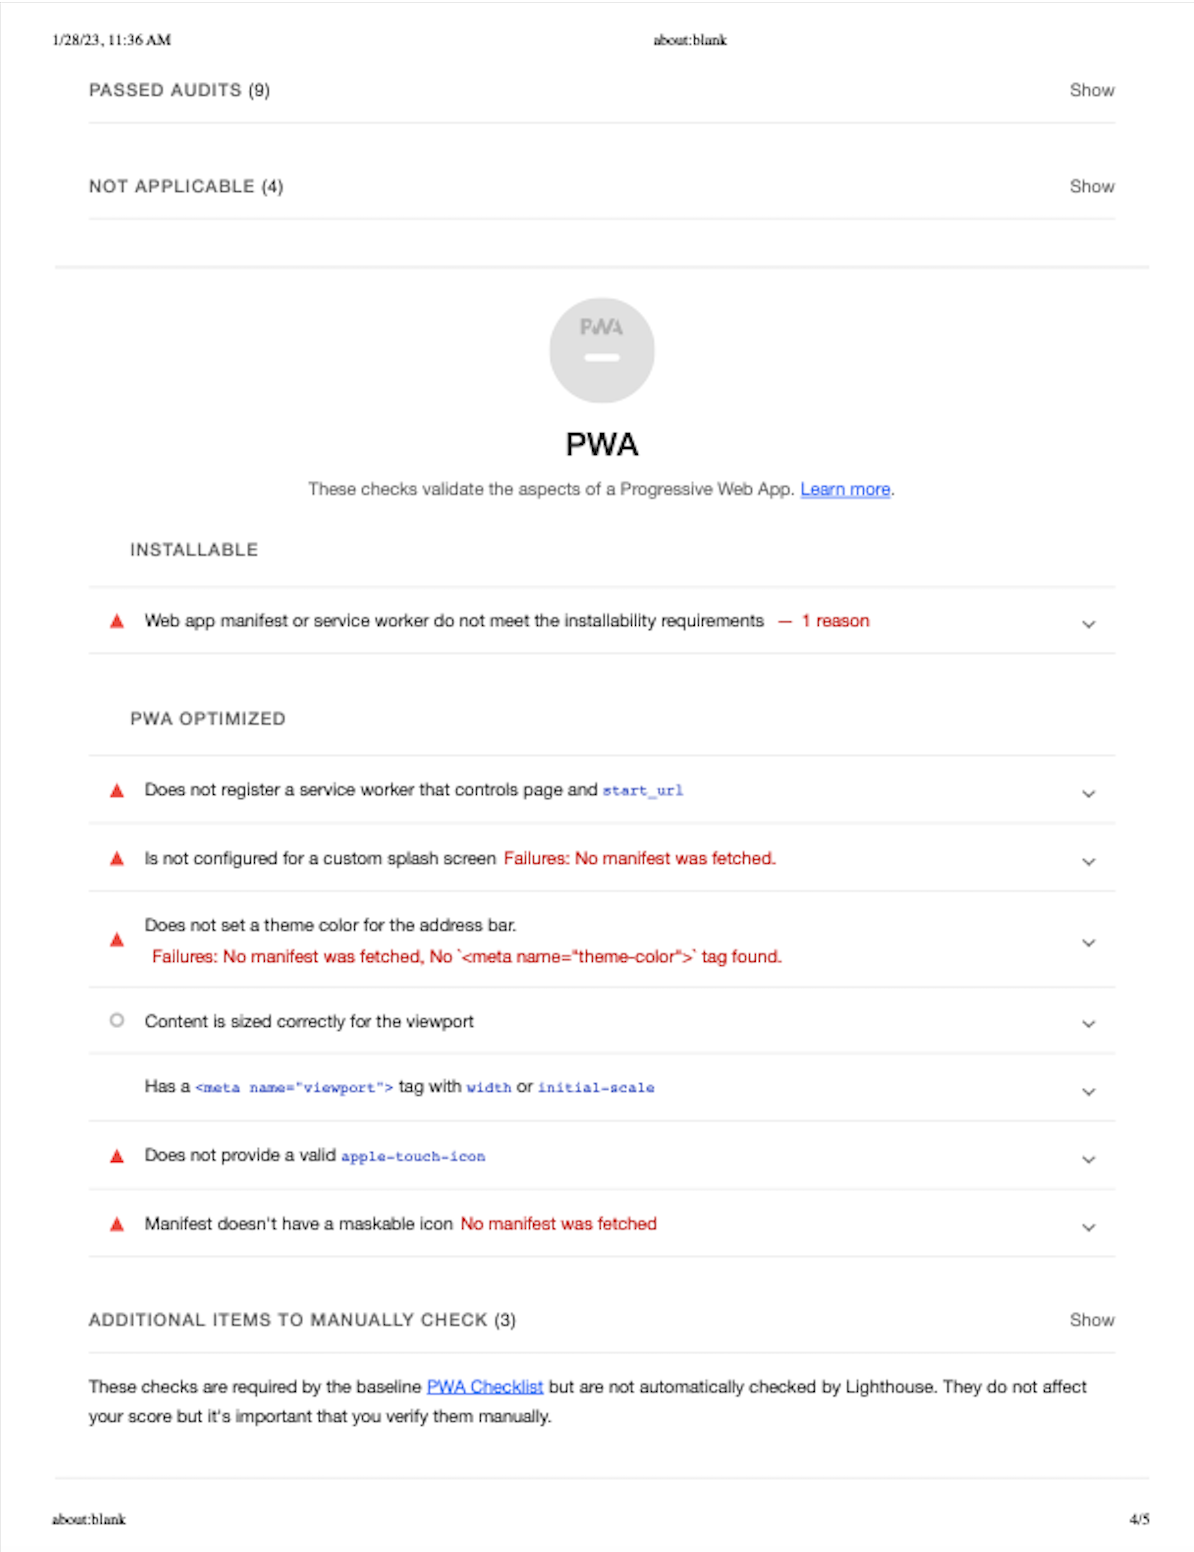 1/28/23, 11:36 AM about:blank
PASSED AUDITS (9) Show
NOT APPLICABLE (4) Show
PWA
PWA
These checks validate the aspects of a Progressive Web App. Learn more.
INSTALLABLE
Web app manifest or service worker do not meet the installability requirements — 1 reason
PWA OPTIMIZED
Does not register a service worker that controls page and start_url
Is not configured for a custom splash screen Failures: No manifest was fetched.
Does not set a theme color for the address bar.
Failures: No manifest was fetched, No `<meta name="theme-color">` tag found.
Content is sized correctly for the viewport
Has a <meta name="viewport"> tag with width or initial-scale
Does not provide a valid apple-touch-icon
Manifest doesn't have a maskable icon No manifest was fetched
ADDITIONAL ITEMS TO MANUALLY CHECK (3) Show
These checks are required by the baseline PWA Checklist but are not automatically checked by Lighthouse. They do not affect
your score but it's important that you verify them manually.
about:blank 4/5